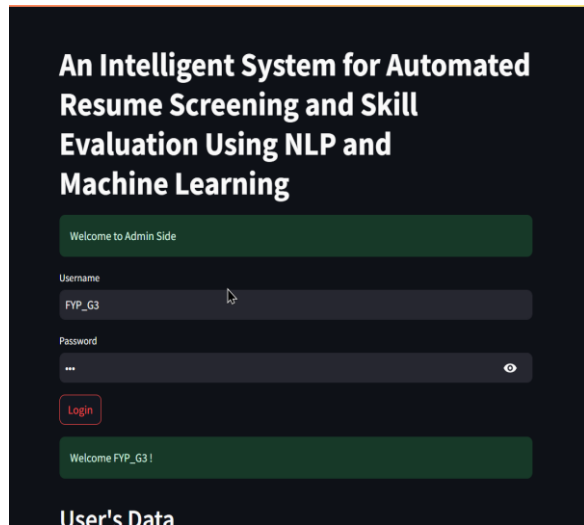 An Intelligent System for Automated
Resume Screening and Skill
Evaluation Using NLP and
Machine Learning
Welcome to Admin Side
Username
FYP_G3
Password
•••
Login
Welcome FYP_G3 !
User's Data